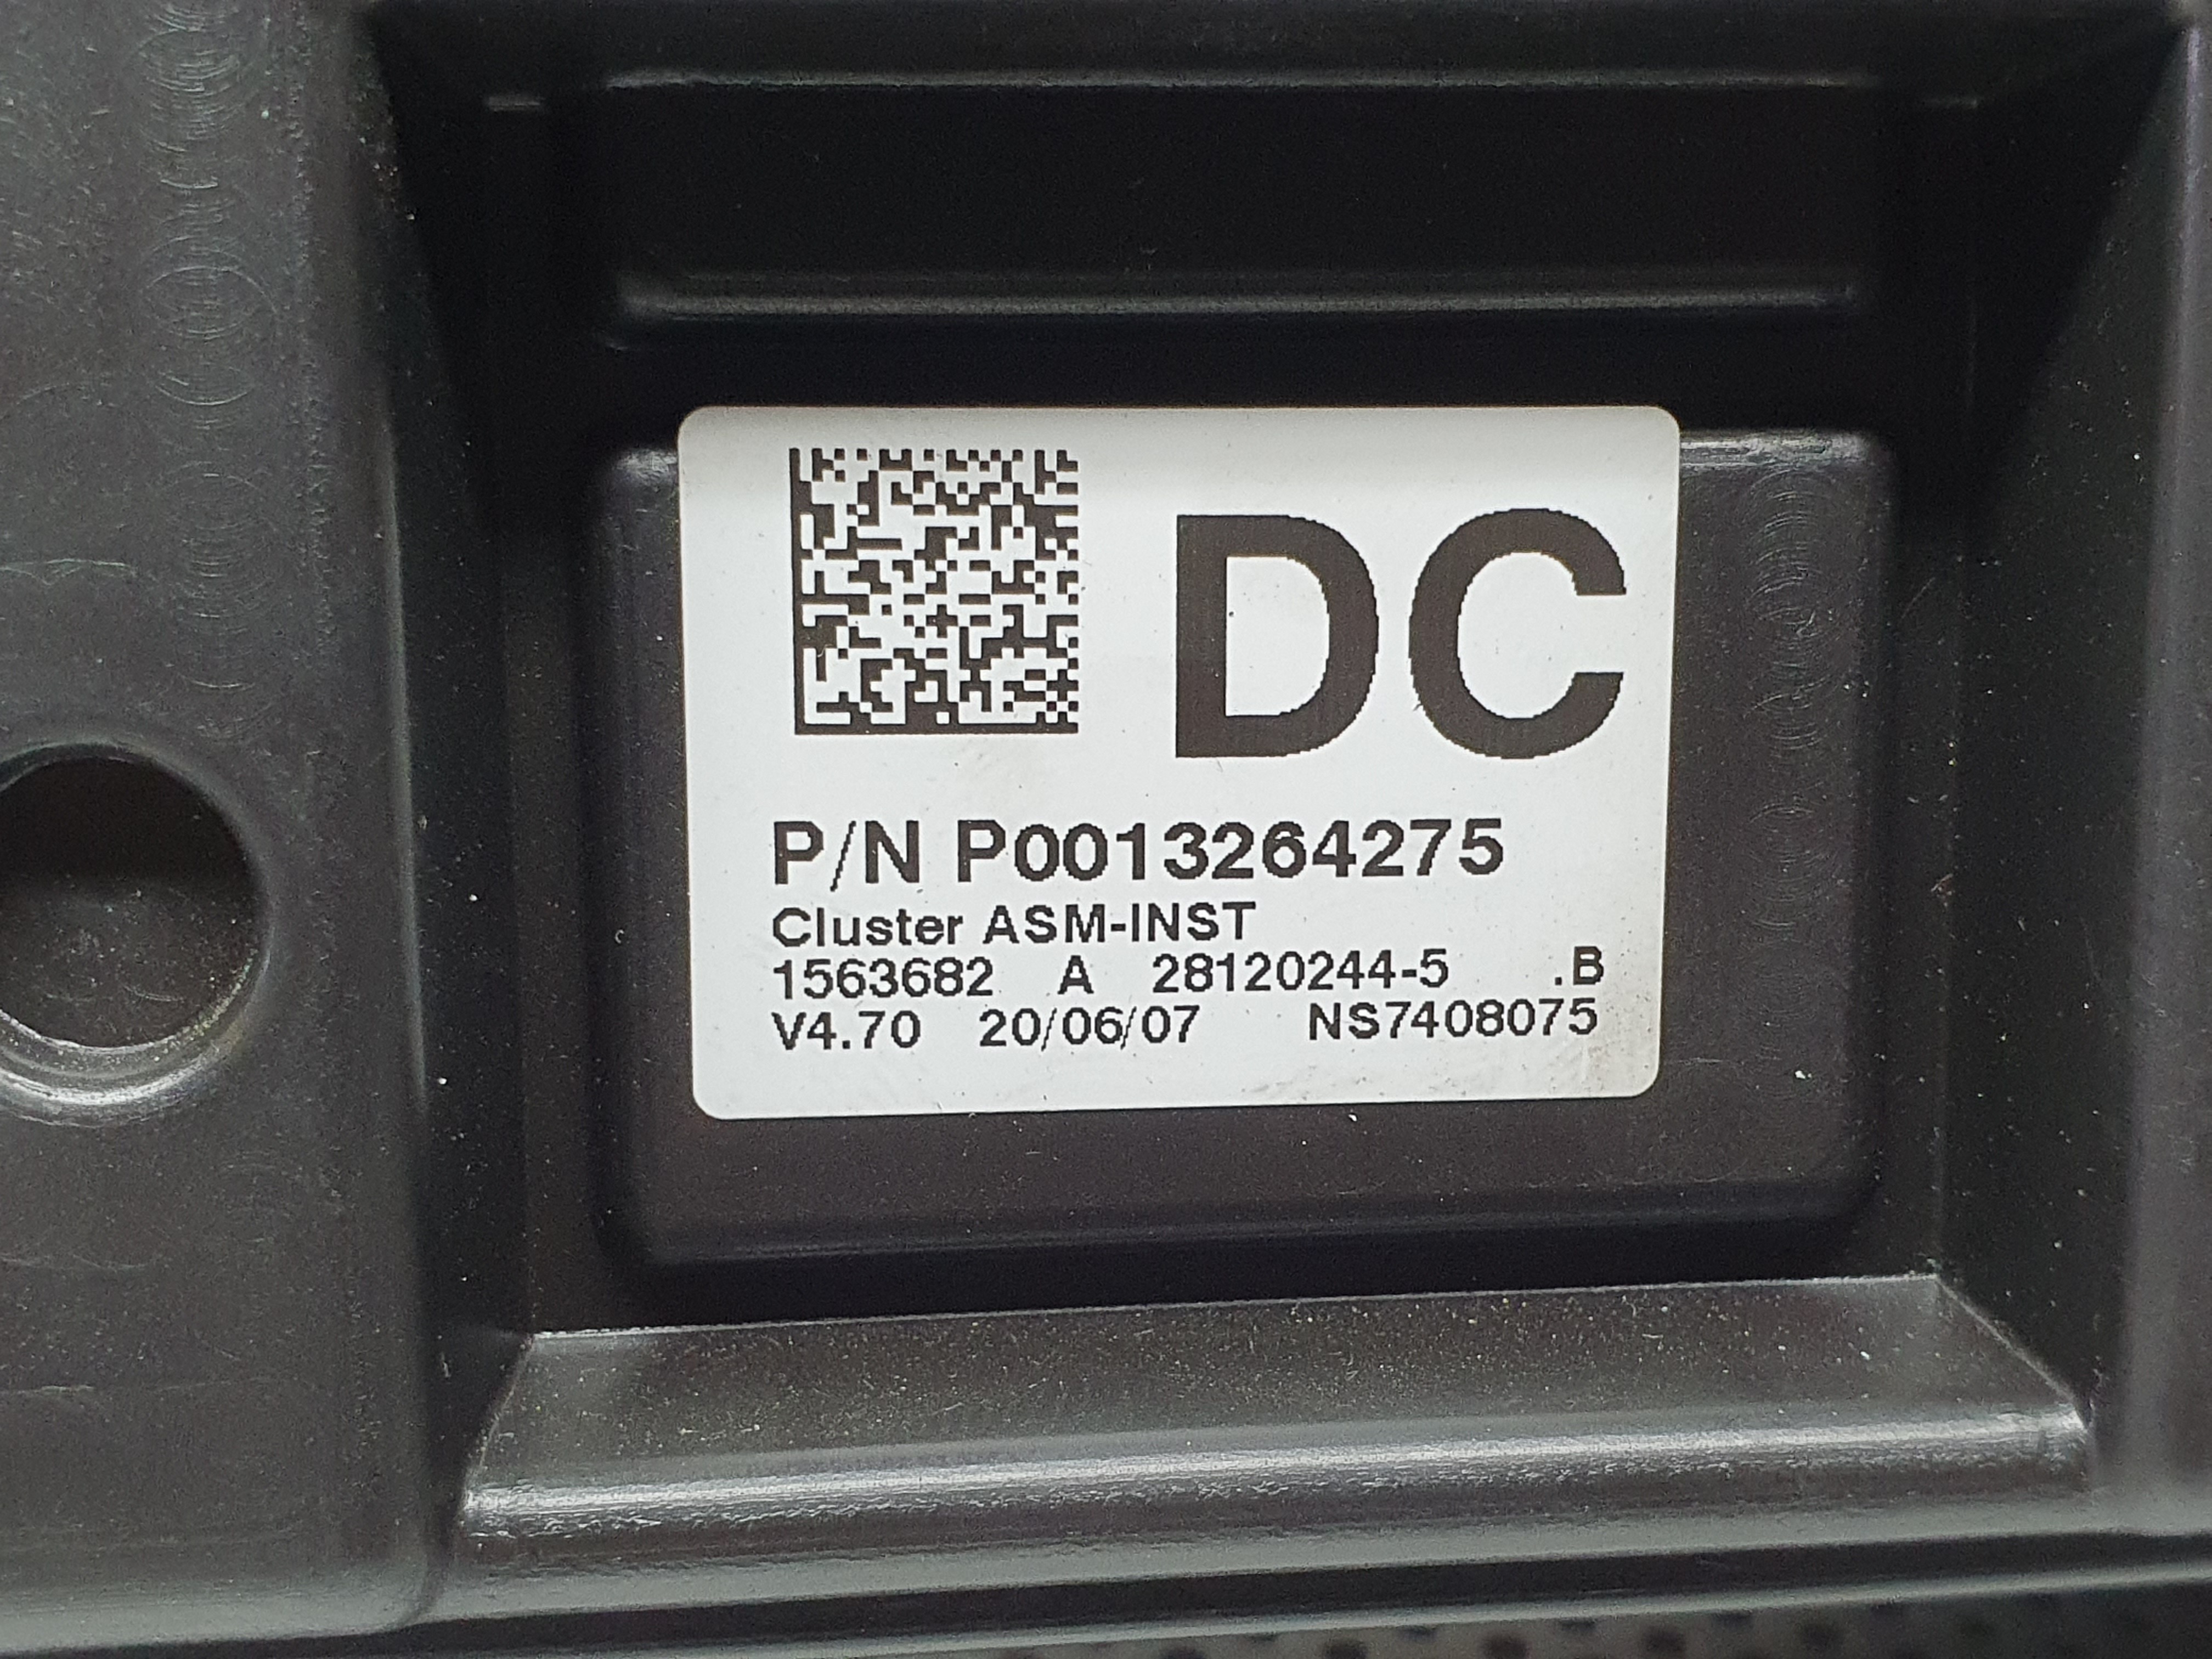 DC
P/N P0013264275
Cluster ASM-INST
1563682 A 28120244-5 .B
V4.70 20/06/07 NS7408075